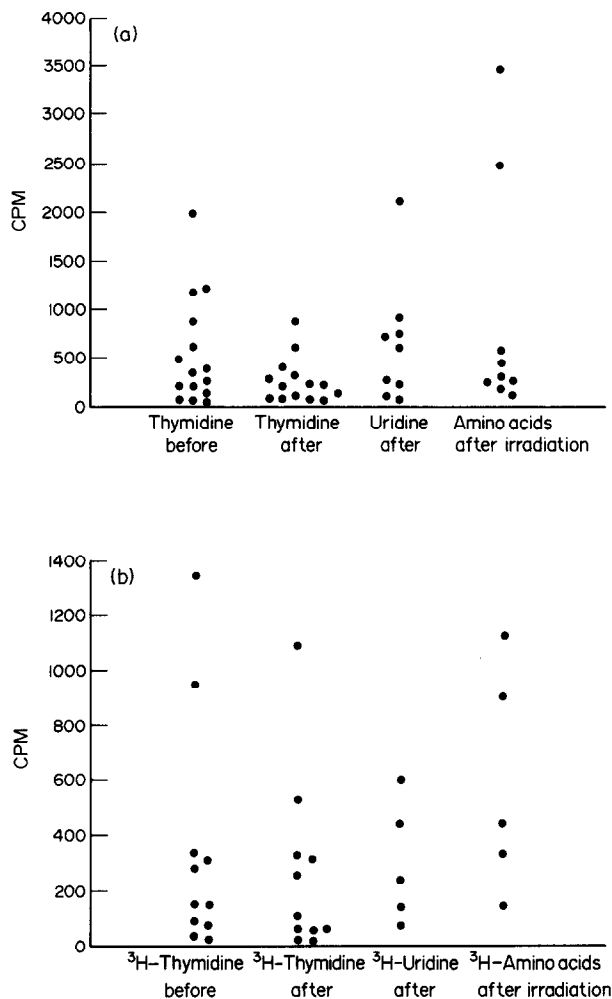 (a)
4000
3500
3000
2500
2000
1500
1000
500
0
CPM
Thymidine before
Thymidine after
Uridine after
Amino acids after irradiation
(b)
1400
1200
1000
800
600
400
200
0
CPM
³H–Thymidine before
³H–Thymidine after
³H–Uridine after
³H–Amino acids after irradiation